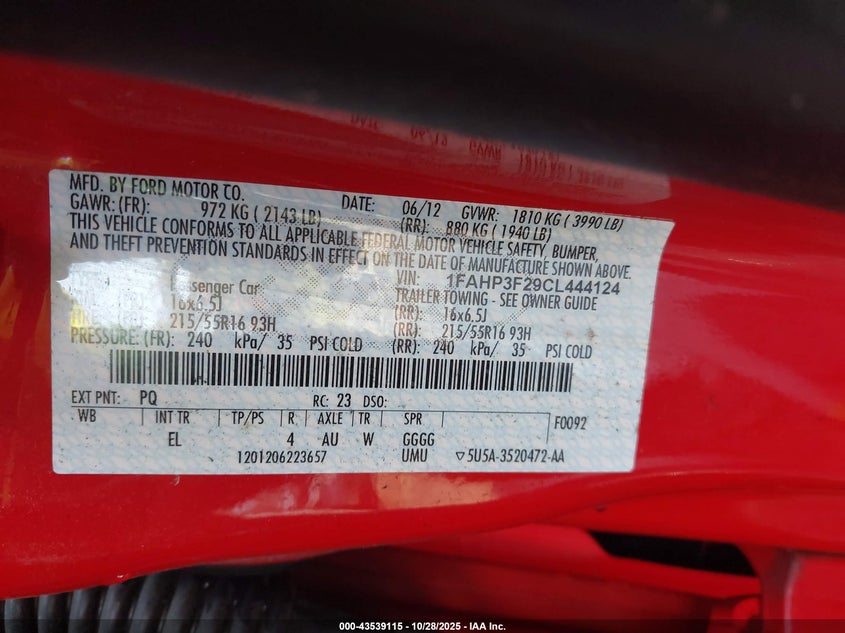 MFD. BY FORD MOTOR CO.
DATE: 06/12 GVWR: 1810 KG ( 3990 LB)
GAWR: (FR): 972 KG ( 2143 LB) (RR): 880 KG ( 1940 LB)
THIS VEHICLE CONFORMS TO ALL APPLICABLE FEDERAL MOTOR VEHICLE SAFETY, BUMPER,
AND THEFT PREVENTION STANDARDS IN EFFECT ON THE DATE OF MANUFACTURE SHOWN ABOVE.
VIN: 1FAHP3F29CL444124
Passenger Car TRAILER TOWING - SEE OWNER GUIDE
16x6.5J (RR): 16x6.5J
215/55R16 93H (RR): 215/55R16 93H
PRESSURE: (FR): 240 kPa/ 35 PSI COLD (RR): 240 kPa/ 35 PSI COLD
EXT PNT: PQ RC: 23 DSO:
WB INT TR TP/PS R AXLE TR SPR F0092
EL 4 AU W GGGG
1201206223657 UMU ▽5U5A-3520472-AA
000-43539115 - 10/28/2025 - IAA Inc.